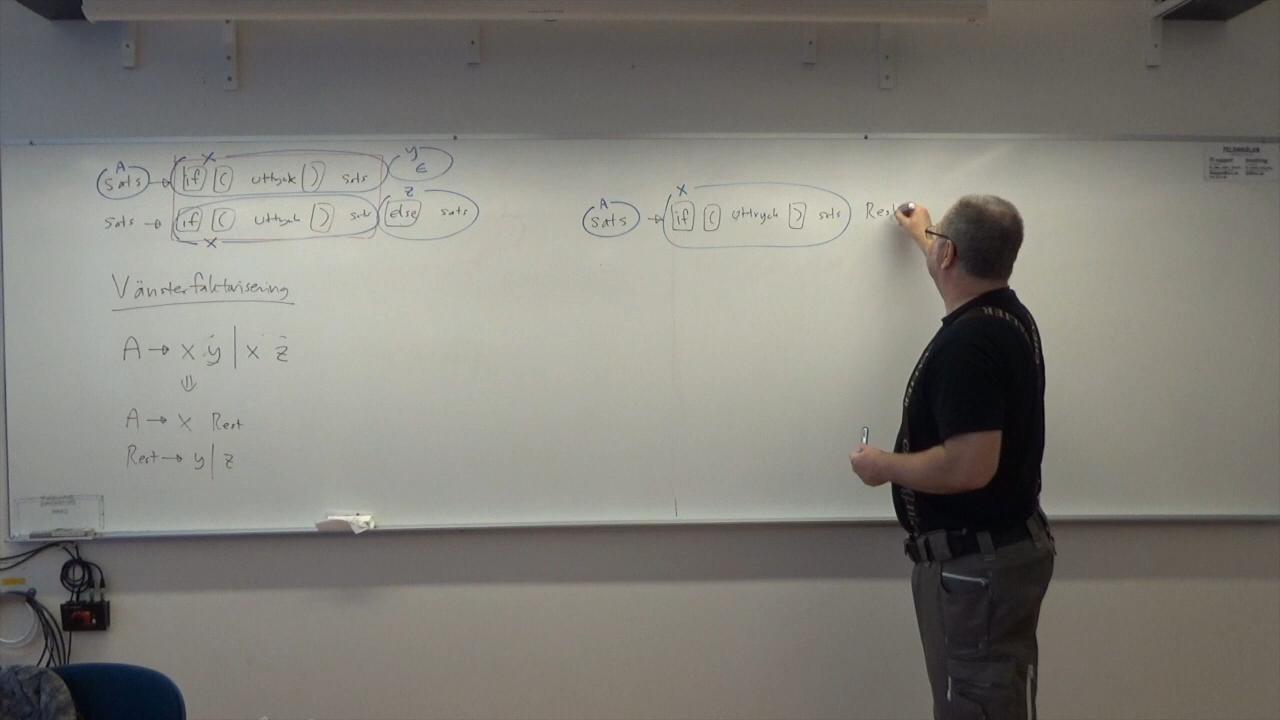 A x y
sats → if ( uttryck ) sats ε
z
sats → if ( uttryck ) sats else sats
x
Vänsterfaktorisering
A → x y | x z
⇓
A → x Rest
Rest → y | z
A x
sats → if ( uttryck ) sats Rest